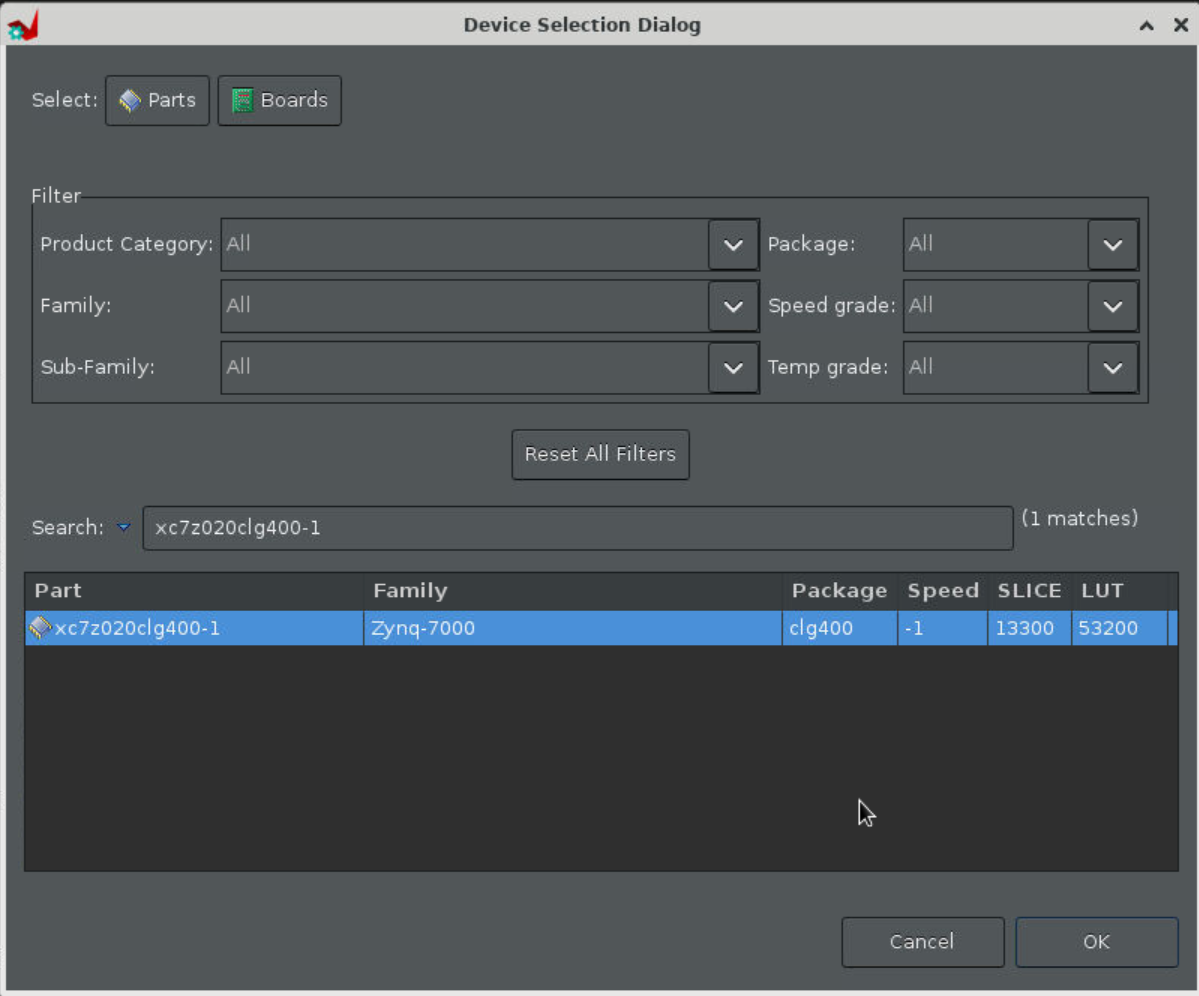 Device Selection Dialog
Select: Parts Boards
Filter
Product Category: All Package: All
Family: All Speed grade: All
Sub-Family: All Temp grade: All
Reset All Filters
Search: xc7z020clg400-1 (1 matches)
Part Family Package Speed SLICE LUT
xc7z020clg400-1 Zynq-7000 clg400 -1 13300 53200
Cancel OK